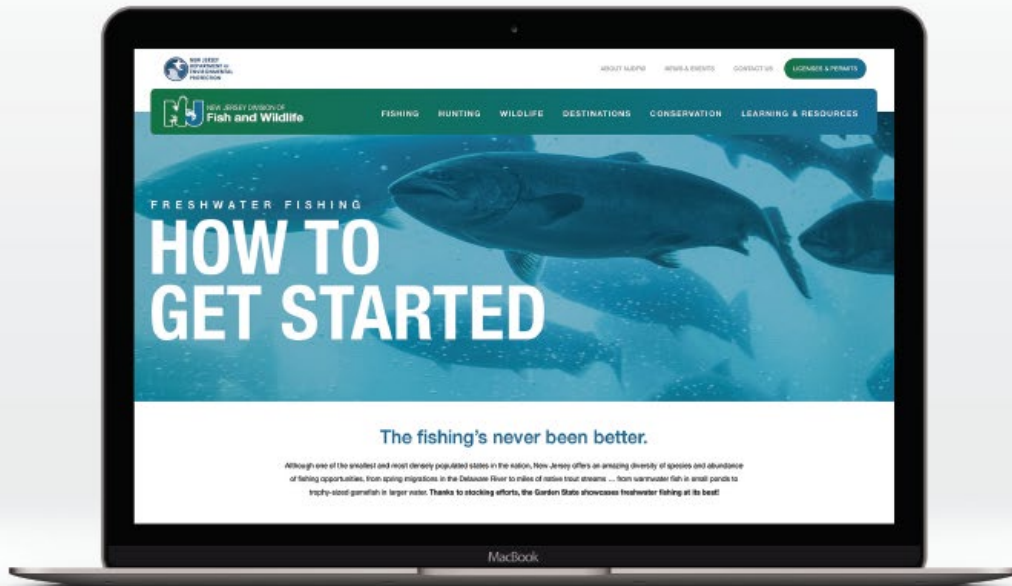 NEW JERSEY
DEPARTMENT OF
ENVIRONMENTAL
PROTECTION
ABOUT NJDFW NEWS & EVENTS CONTACT US LICENSES & PERMITS
NEW JERSEY DIVISION OF
Fish and Wildlife
FISHING HUNTING WILDLIFE DESTINATIONS CONSERVATION LEARNING & RESOURCES
FRESHWATER FISHING
HOW TO
GET STARTED
The fishing's never been better.
Although one of the smallest and most densely populated states in the nation, New Jersey offers an amazing diversity of species and abundance
of fishing opportunities, from spring migrations in the Delaware River to miles of native trout streams ... from warmwater fish in small ponds to
trophy-sized gamefish in larger water. Thanks to stocking efforts, the Garden State showcases freshwater fishing at its best!
MacBook